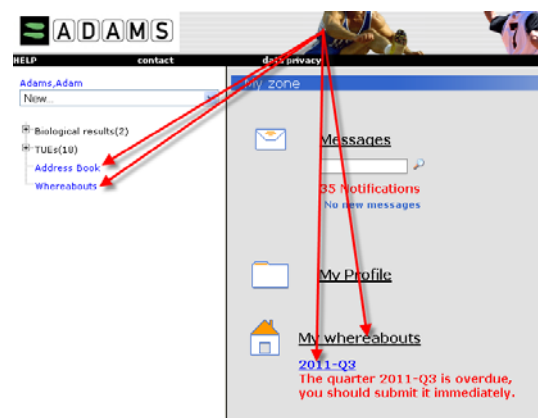 ADAMS
HELP contact data privacy
Adams,Adam
New...
Biological results(2)
TUEs(18)
Address Book
Whereabouts
My zone
Messages
35 Notifications
No new messages
My Profile
My whereabouts
2011-Q3
The quarter 2011-Q3 is overdue,
you should submit it immediately.